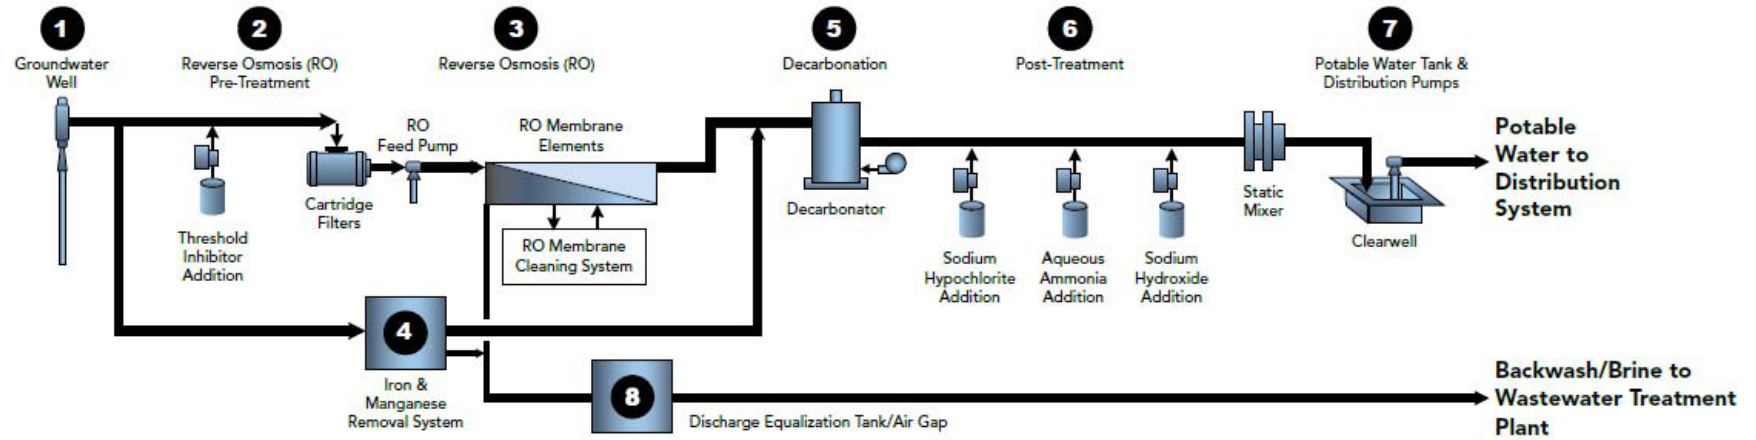 1
Groundwater
Well
2
Reverse Osmosis (RO)
Pre-Treatment
3
Reverse Osmosis (RO)
5
Decarbonation
6
Post-Treatment
7
Potable Water Tank &
Distribution Pumps
Threshold
Inhibitor
Addition
Cartridge
Filters
RO
Feed Pump
RO Membrane
Elements
RO Membrane
Cleaning System
Decarbonator
Sodium
Hypochlorite
Addition
Aqueous
Ammonia
Addition
Sodium
Hydroxide
Addition
Static
Mixer
Clearwell
Potable
Water to
Distribution
System
4
Iron &
Manganese
Removal System
8
Discharge Equalization Tank/Air Gap
Backwash/Brine to
Wastewater Treatment
Plant